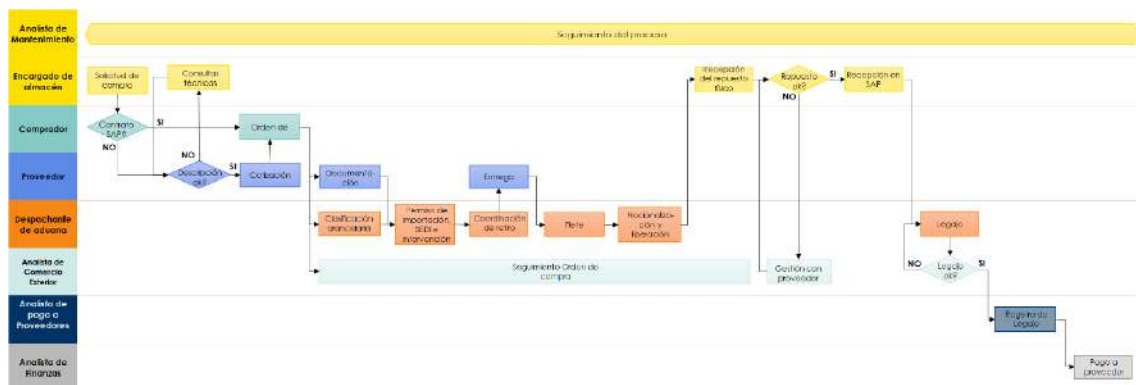 Analista de
Mantenimiento
Seguimiento del proceso
Encargado de
almacén
Solicitud de
compra
Consultas
técnicas
Recepción
del repuesto
físico
Repuesto
ok?
SI
NO
Recepción en
SAP
Comprador
Contrato
SAP?
SI
NO
Orden de
Proveedor
NO
Descripción
ok?
SI
Cotización
Documenta-
ción
Entrega
Despachante
de aduana
Clasificación
arancelaria
Permiso de
importación,
SEDI e
intervención
Coordinación
de retiro
Flete
Nacionaliza-
ción y
liberación
Legajo
Analista de
Comercio
Exterior
Seguimiento Orden de
compra
Gestión con
proveedor
NO
Legajo
ok?
SI
Analista de
pago a
Proveedores
Registro de
Legajo
Analista de
Finanzas
Pago a
proveedor